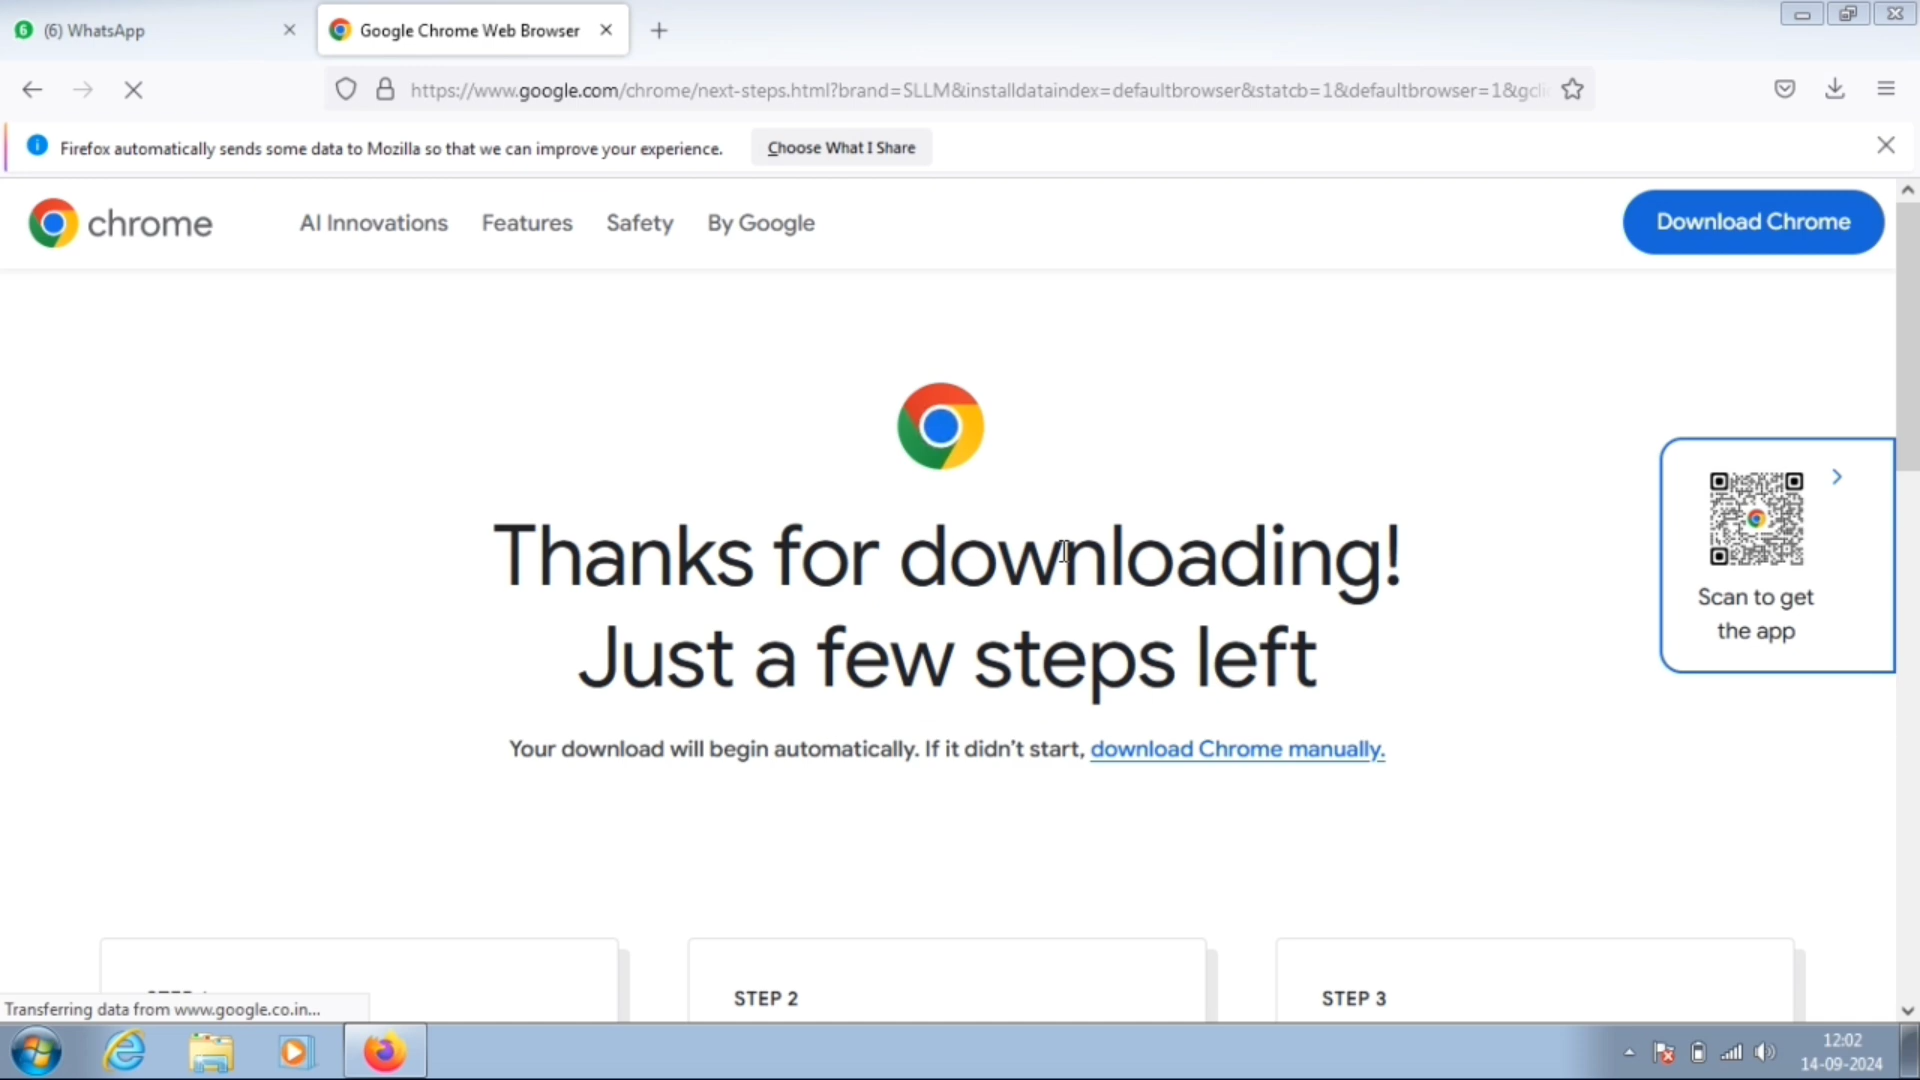 6 (6) WhatsApp
Google Chrome Web Browser
https://www.google.com/chrome/next-steps.html?brand=SLLM&installdataindex=defaultbrowser&statcb=1&defaultbrowser=1&gcli
Firefox automatically sends some data to Mozilla so that we can improve your experience. Choose What I Share
chrome AI Innovations Features Safety By Google Download Chrome
Thanks for downloading!
Just a few steps left
Scan to get
the app
Your download will begin automatically. If it didn't start, download Chrome manually.
STEP 2
STEP 3
Transferring data from www.google.co.in...
12:02
14-09-2024